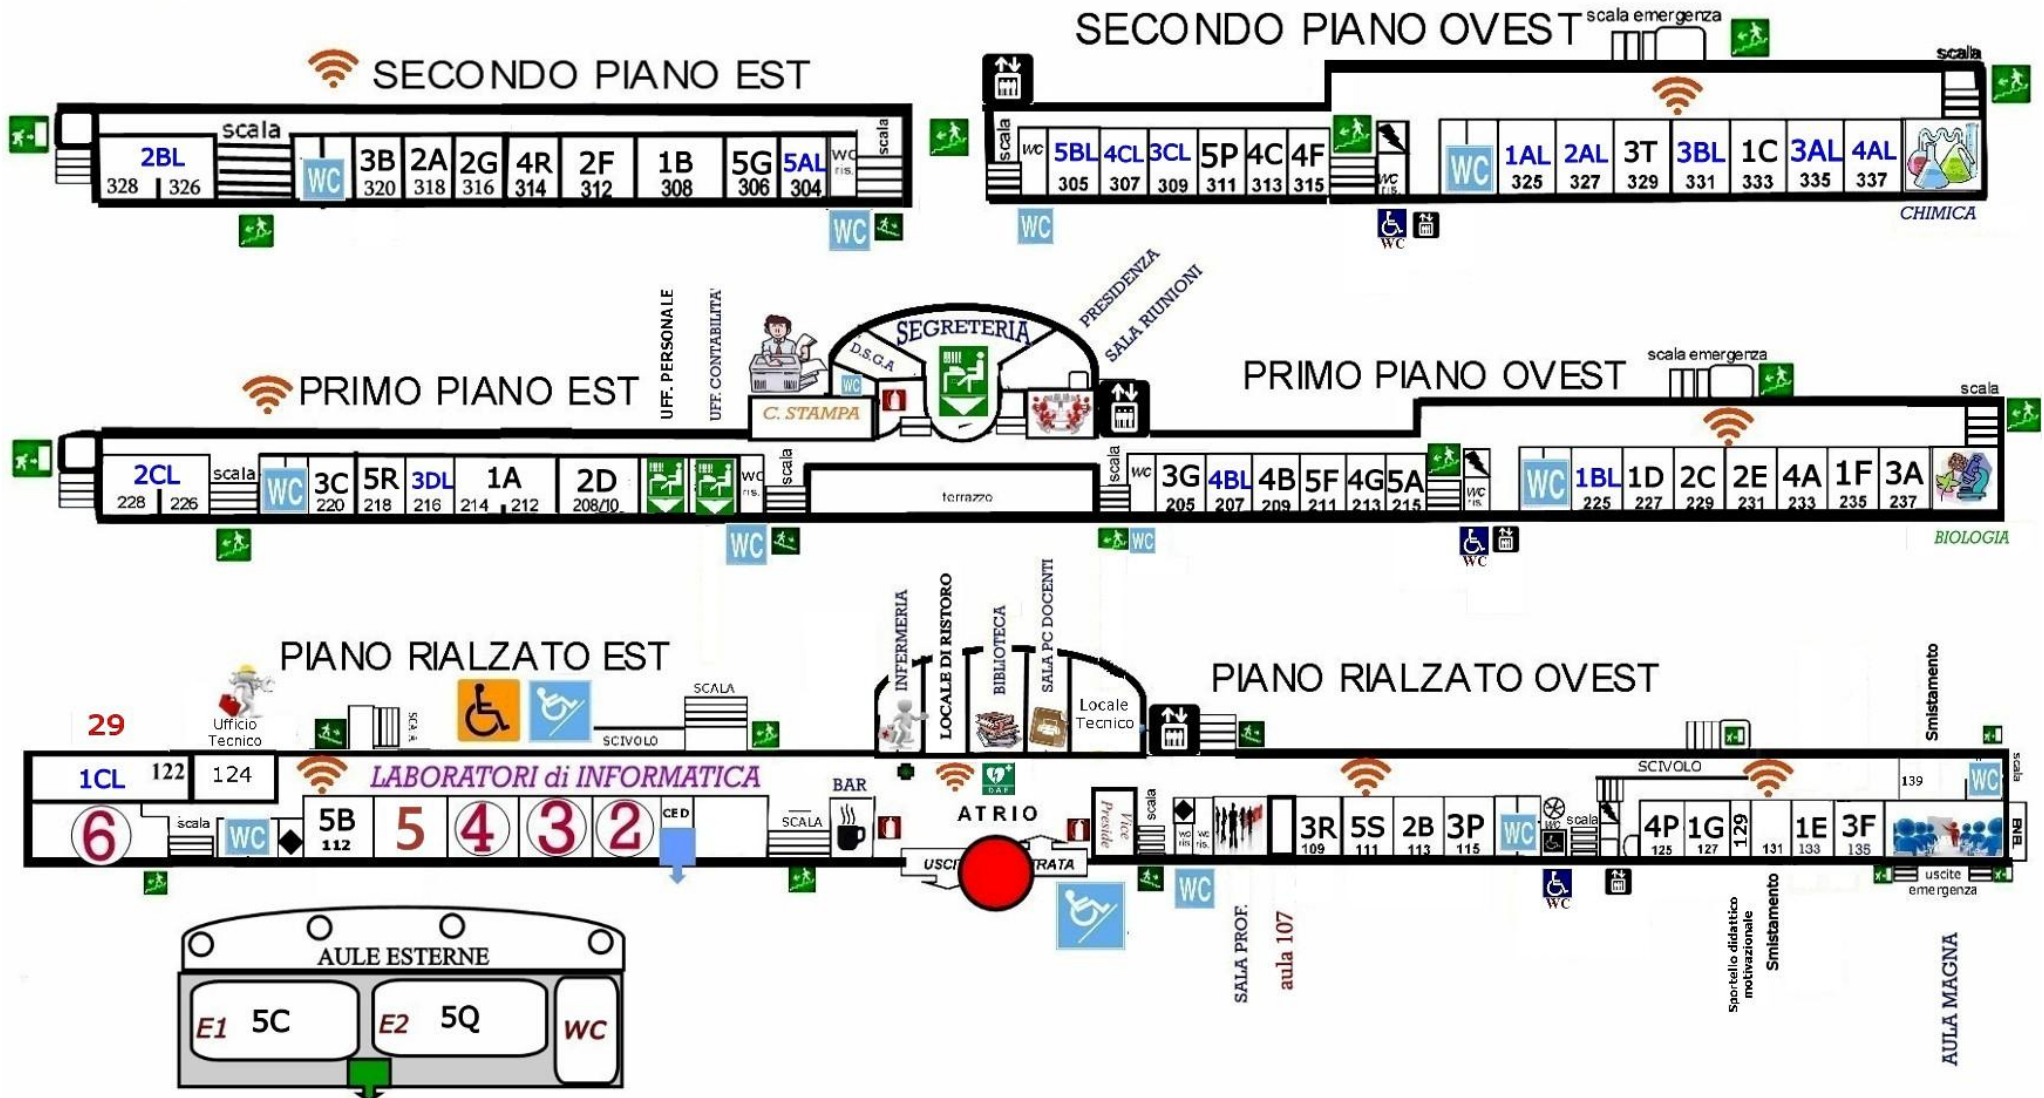 SECONDO PIANO EST
scala
scala
2BL
328
326
WC
3B
320
2A
318
2G
316
4R
314
2F
312
1B
308
5G
306
5AL
304
WC
ris.
WC
SECONDO PIANO OVEST
scala emergenza
scala
scala
WC
5BL
305
4CL
307
3CL
309
5P
311
4C
313
4F
315
WC
ris.
WC
1AL
325
2AL
327
3T
329
3BL
331
1C
333
3AL
335
4AL
337
CHIMICA
WC
WC
PRIMO PIANO EST
UFF. PERSONALE
UFF. CONTABILITA'
C. STAMPA
D.S.G.A
WC
SEGRETERIA
PRESIDENZA
SALA RIUNIONI
2CL
228
226
scala
WC
3C
220
5R
218
3DL
216
1A
214
212
2D
208/10
WC
ris.
scala
WC
terrazzo
PRIMO PIANO OVEST
scala emergenza
scala
scala
WC
3G
205
4BL
207
4B
209
5F
211
4G
213
5A
215
WC
ris.
WC
1BL
225
1D
227
2C
229
2E
231
4A
233
1F
235
3A
237
BIOLOGIA
WC
WC
PIANO RIALZATO EST
29
Ufficio
Tecnico
SCIVOLO
SCALA
1CL
122
124
LABORATORI di INFORMATICA
6
scala
WC
5B
112
5
4
3
2
CED
SCALA
BAR
INFERMERIA
LOCALE DI RISTORO
BIBLIOTECA
SALA PC DOCENTI
Locale
Tecnico
DAE
ATRIO
USCI
TRATA
Vice
Preside
PIANO RIALZATO OVEST
Smistamento
SCIVOLO
139
WC
scala
scala
WC
ris.
WC
ris.
3R
109
5S
111
2B
113
3P
115
WC
WC
scala
4P
125
1G
127
129
131
1E
133
3F
135
uscite
emergenza
WC
WC
SALA PROF.
aula 107
Sportello didattico
motivazionale
Smistamento
AULA MAGNA
AULE ESTERNE
E1 5C
E2 5Q
WC